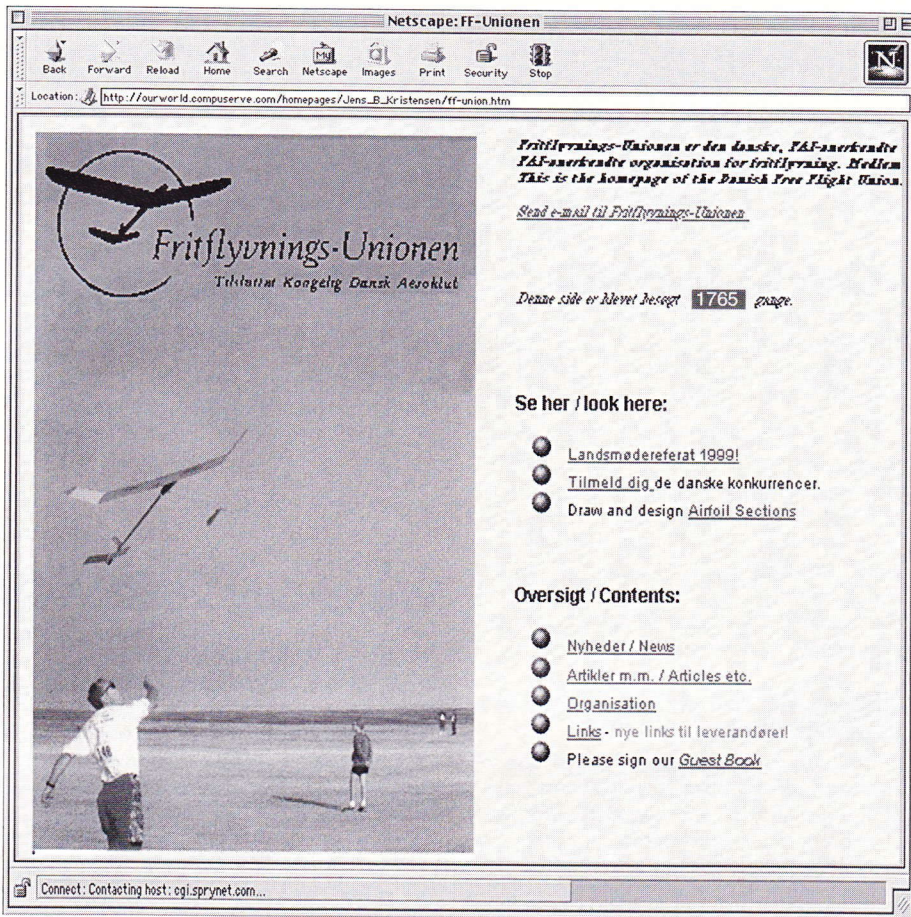 Netscape: FF-Unionen
Back Forward Reload Home Search Netscape Images Print Security Stop
My
N
Location: http://ourworld.compuserve.com/homepages/Jens_B_Kristensen/ff-union.htm
Fritflyvnings-Unionen
Tilsluttet Kongelig Dansk Aeroklub
Fritflyvnings-Unionen er den danske, FAI-anerkendte
FAI-anerkendte organisation for fritflyvning. Medlem
This is the homepage of the Danish Free Flight Union.
Send e-mail til Fritflyvnings-Unionen
Denne side er blevet besøgt 1765 gange.
Se her / look here:
Landsmødereferat 1999!
Tilmeld dig de danske konkurrencer.
Draw and design Airfoil Sections
Oversigt / Contents:
Nyheder / News
Artikler m.m. / Articles etc.
Organisation
Links - nye links til leverandører!
Please sign our Guest Book
Connect: Contacting host: cgi.sprynet.com...